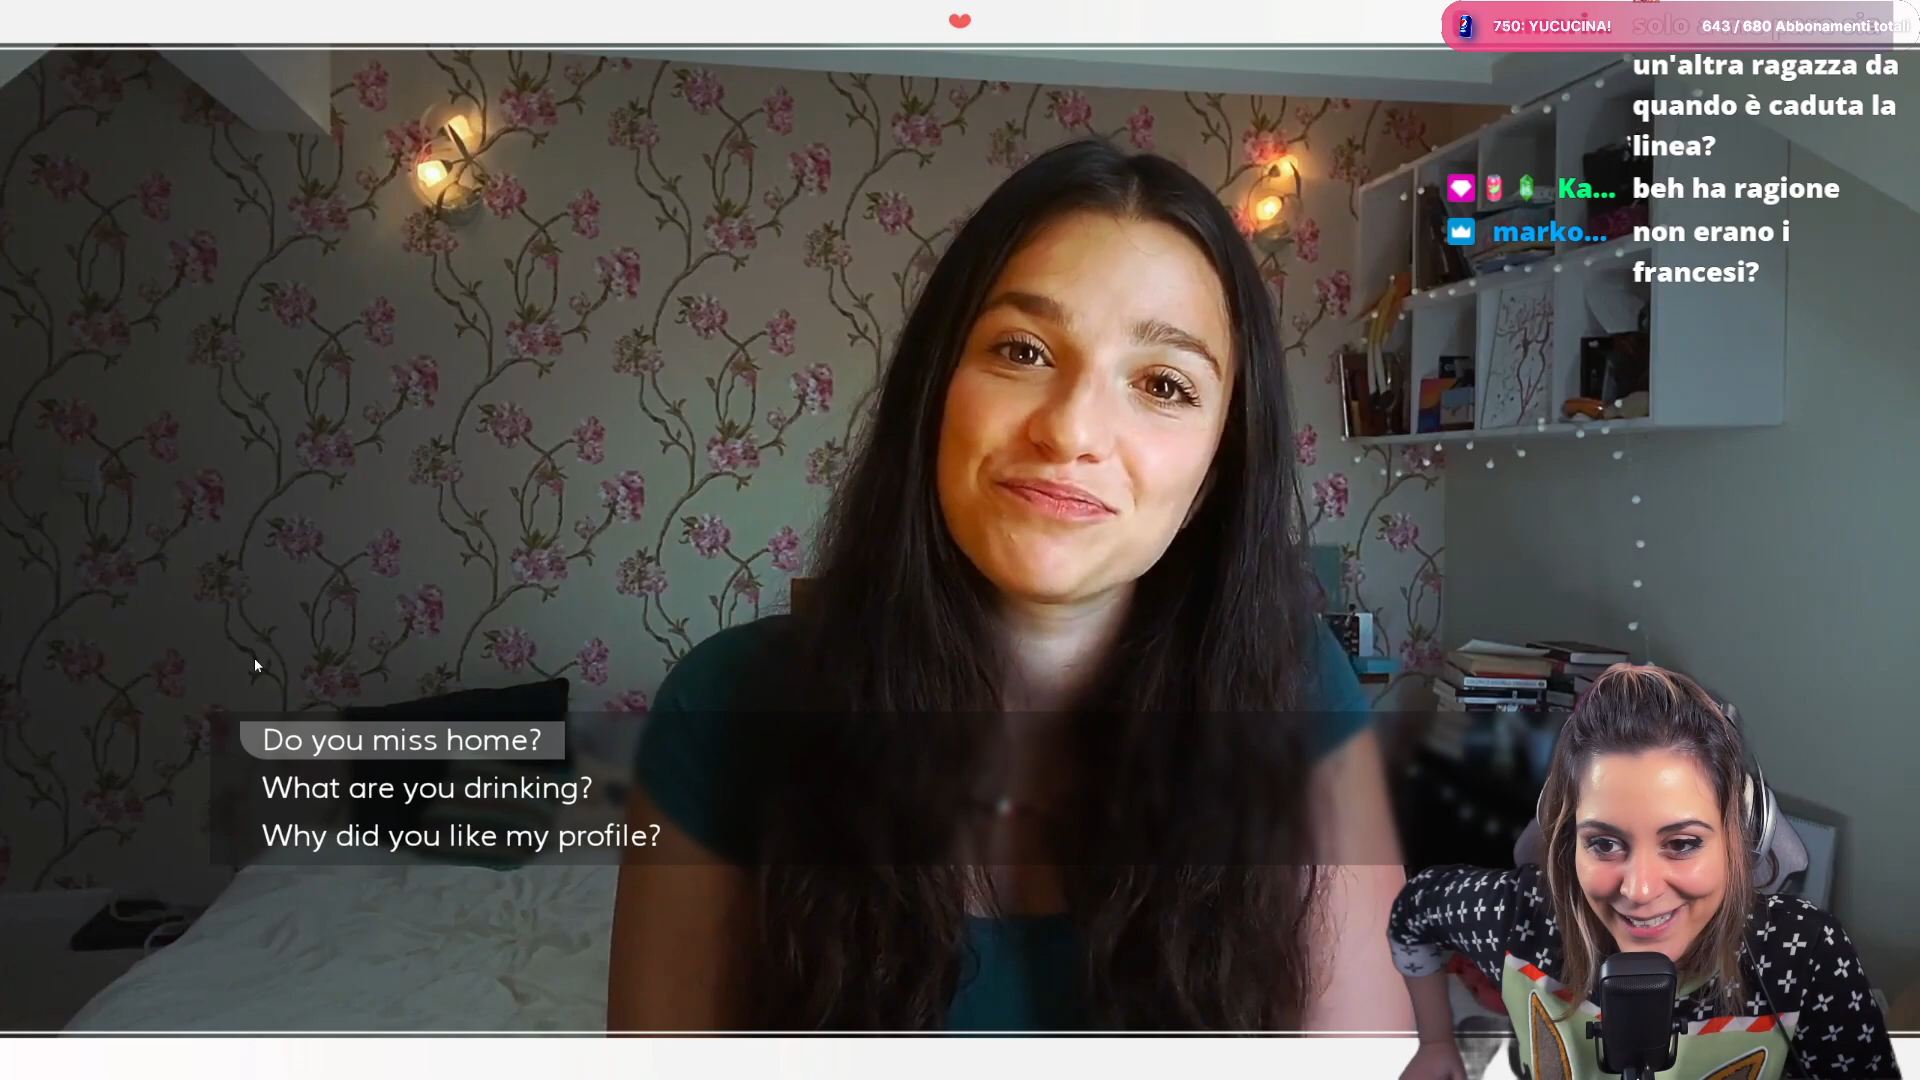 750: YUCUCINA!
643 / 680 Abbonamenti totali
un'altra ragazza da
quando è caduta la
linea?
Ka... beh ha ragione
marko... non erano i
francesi?
Do you miss home?
What are you drinking?
Why did you like my profile?